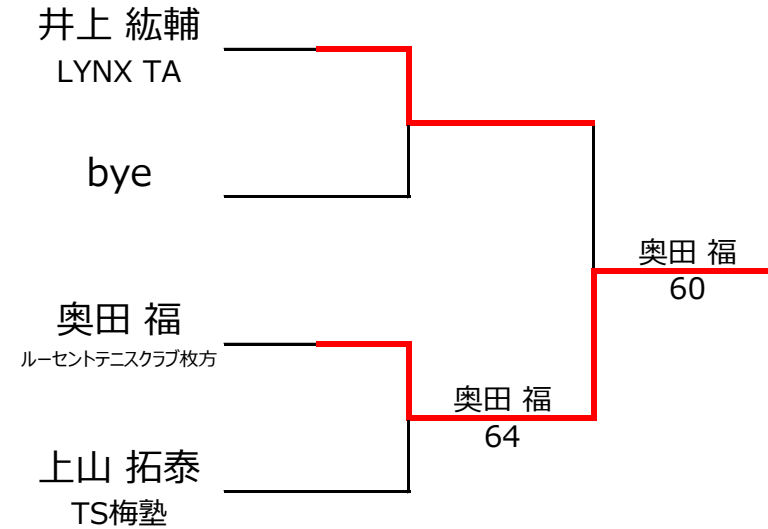 井上 紘輔
LYNX TA
bye
奥田 福
ルーセントテニスクラブ枚方
上山 拓泰
TS梅塾
奥田 福
64
奥田 福
60